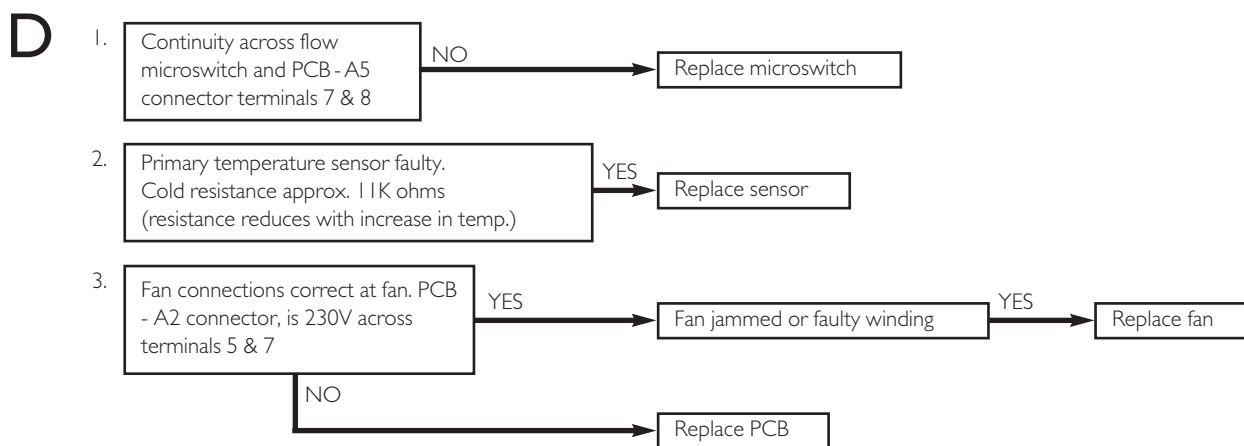 D
1.
Continuity across flow
microswitch and PCB - A5
connector terminals 7 & 8
NO
Replace microswitch
2.
Primary temperature sensor faulty.
Cold resistance approx. 11K ohms
(resistance reduces with increase in temp.)
YES
Replace sensor
3.
Fan connections correct at fan. PCB
- A2 connector, is 230V across
terminals 5 & 7
YES
Fan jammed or faulty winding
YES
Replace fan
NO
Replace PCB